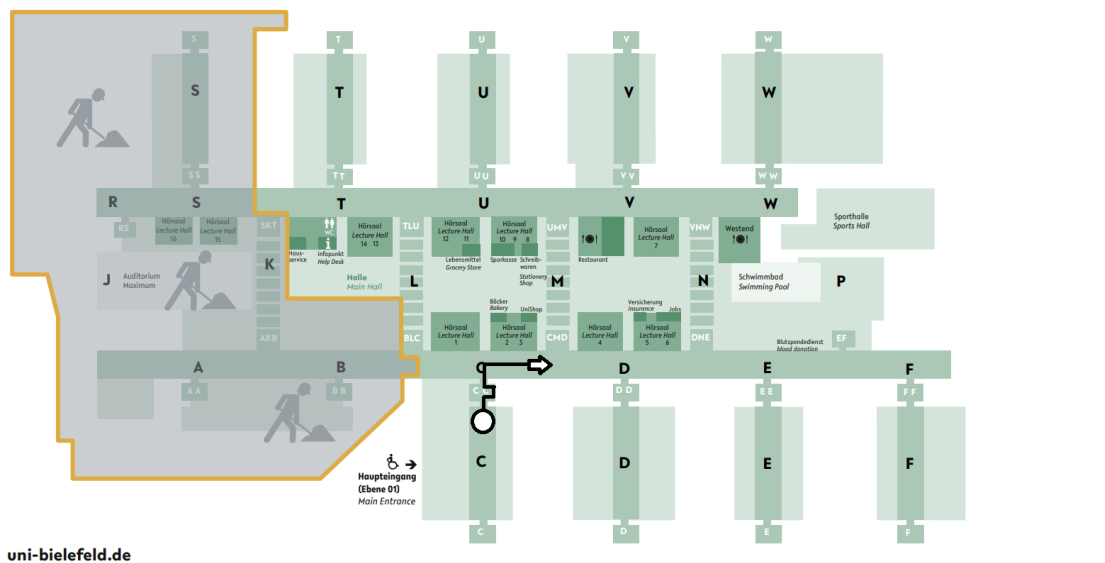 S
T
U
V
W
S
T
U
V
W
SS
TT
UU
VV
WW
R
S
T
U
V
W
RS
Hörsaal
Lecture Hall
16
Hörsaal
Lecture Hall
15
SKT
WC
Haus-
service
Infopunkt
Help Desk
Hörsaal
Lecture Hall
14 13
TLU
Hörsaal
Lecture Hall
12 11
Lebensmittel
Grocery Store
Hörsaal
Lecture Hall
10 9 8
Sparkasse
Schreib-
waren
Stationery
Shop
UMV
Restaurant
Hörsaal
Lecture Hall
7
VNW
Westend
Sporthalle
Sports Hall
J
Auditorium
Maximum
K
Halle
Main Hall
L
M
N
Schwimmbad
Swimming Pool
P
Bäcker
Bakery
UniShop
Versicherung
insurance
Jobs
AKB
BLC
Hörsaal
Lecture Hall
1
Hörsaal
Lecture Hall
2 3
CMD
Hörsaal
Lecture Hall
4
Hörsaal
Lecture Hall
5 6
DNE
Blutspendedienst
blood donation
EF
A
B
C
D
E
F
AA
BB
CC
DD
EE
FF
C
D
E
F
Haupteingang
(Ebene 01)
Main Entrance
C
D
E
F
uni-bielefeld.de